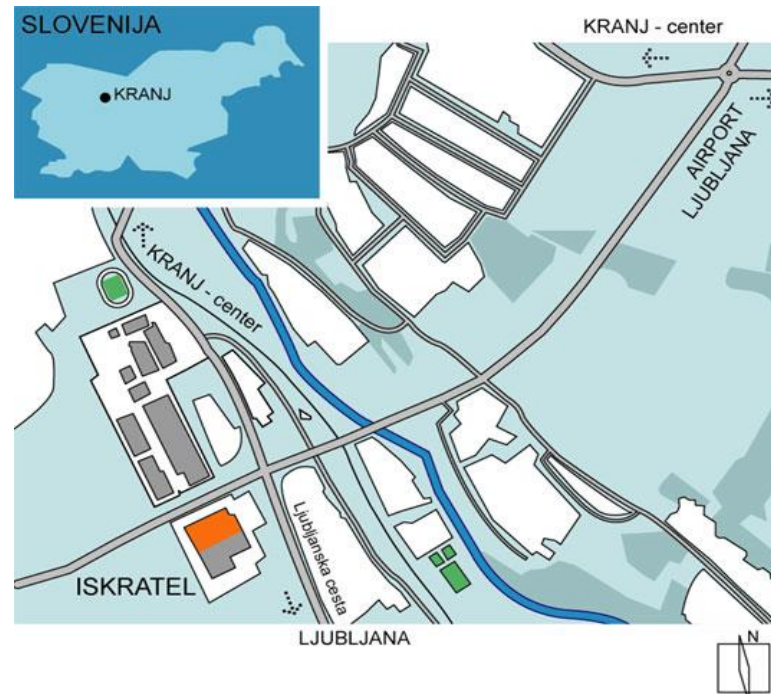 SLOVENIJA
KRANJ
KRANJ - center
AIRPORT
LJUBLJANA
KRANJ - center
Ljubljanska cesta
ISKRATEL
LJUBLJANA
N